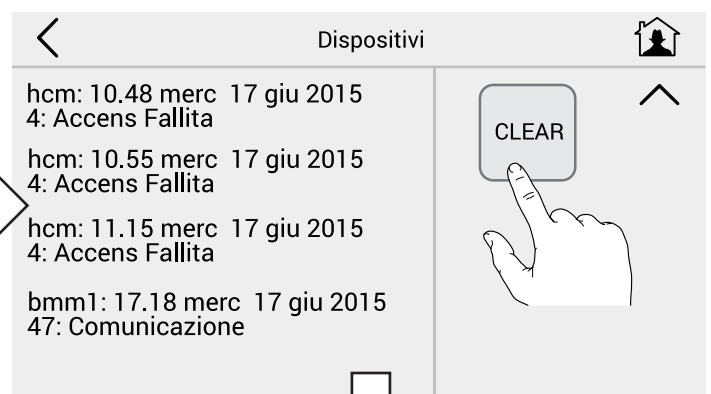 Dispositivi
hcm: 10.48 merc 17 giu 2015
4: Accens Fallita
hcm: 10.55 merc 17 giu 2015
4: Accens Fallita
hcm: 11.15 merc 17 giu 2015
4: Accens Fallita
bmm1: 17.18 merc 17 giu 2015
47: Comunicazione
CLEAR